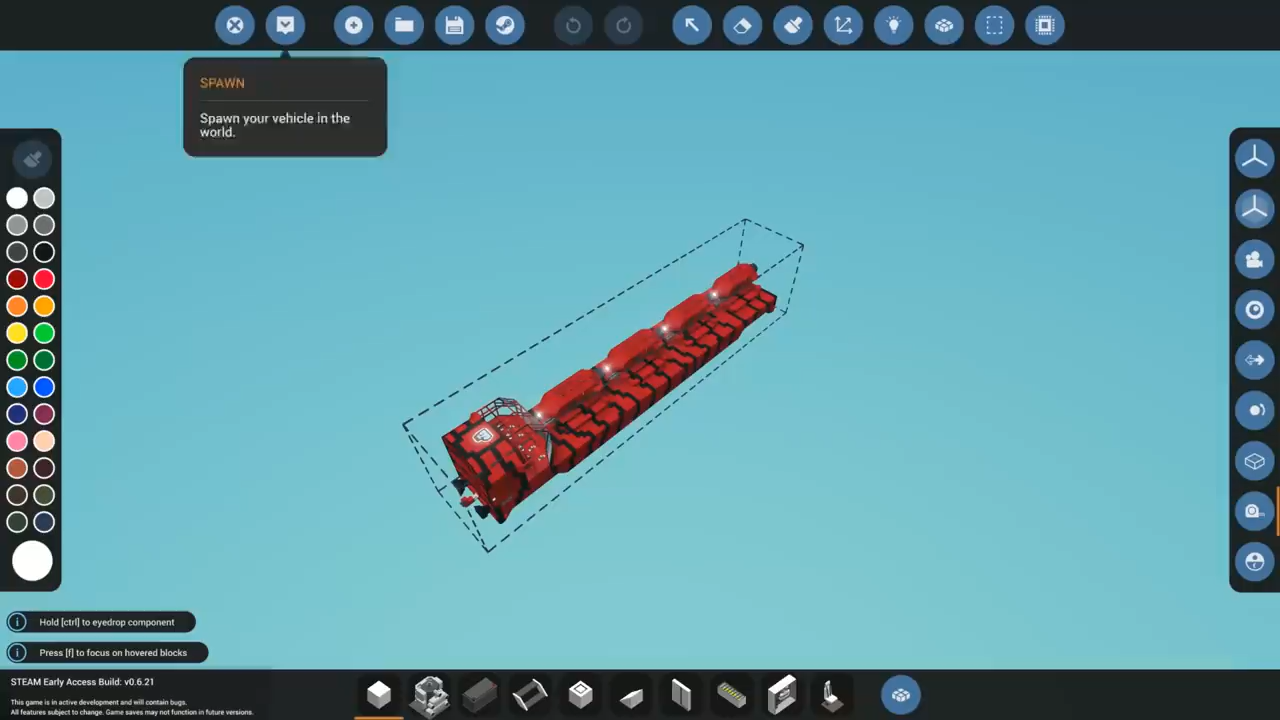 SPAWN
Spawn your vehicle in the
world.
Hold [ctrl] to eyedrop component
Press [f] to focus on hovered blocks
STEAM Early Access Build: v0.6.21
This game is in active development and will contain bugs.
All features subject to change. Game saves may not function in future versions.